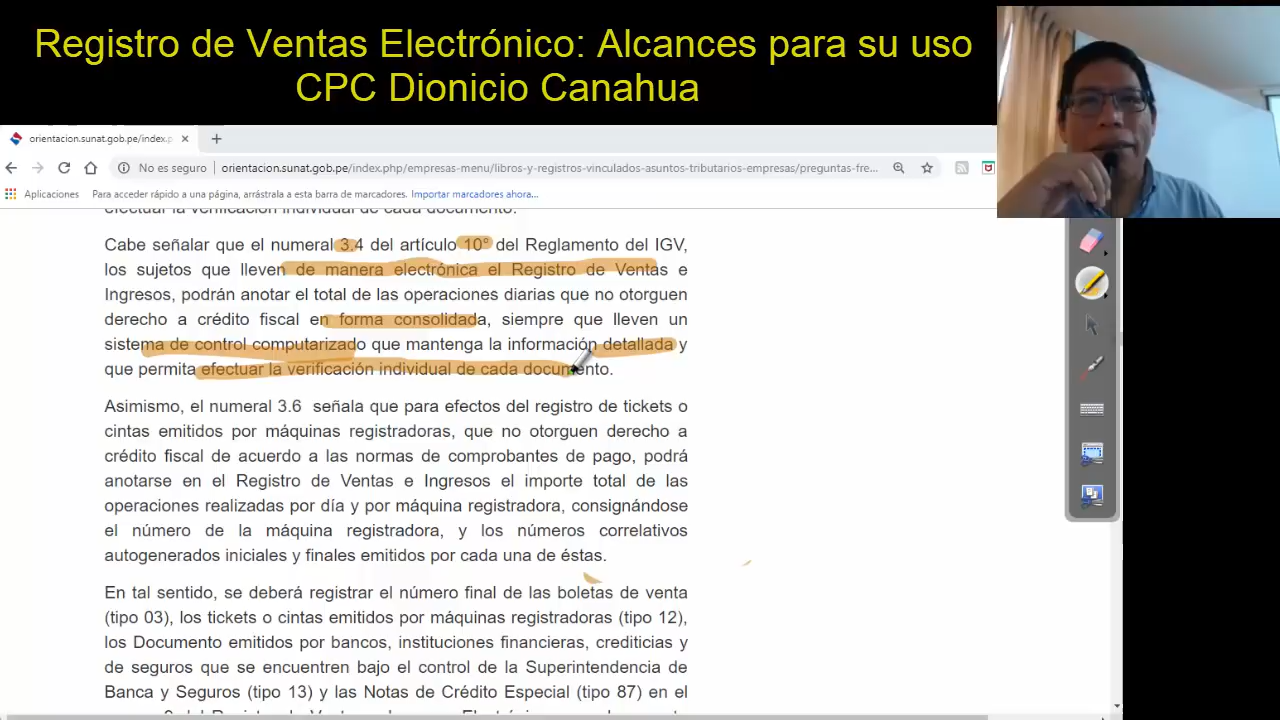 Registro de Ventas Electrónico: Alcances para su uso
CPC Dionicio Canahua
orientacion.sunat.gob.pe/index.p
No es seguro
orientacion.sunat.gob.pe/index.php/empresas-menu/libros-y-registros-vinculados-asuntos-tributarios-empresas/preguntas-fre...
Aplicaciones
Para acceder rápido a una página, arrástrala a esta barra de marcadores.
Importar marcadores ahora...
efectuar la verificación individual de cada documento.
Cabe señalar que el numeral 3.4 del artículo 10° del Reglamento del IGV,
los sujetos que lleven de manera electrónica el Registro de Ventas e
Ingresos, podrán anotar el total de las operaciones diarias que no otorguen
derecho a crédito fiscal en forma consolidada, siempre que lleven un
sistema de control computarizado que mantenga la información detallada y
que permita efectuar la verificación individual de cada documento.
Asimismo, el numeral 3.6 señala que para efectos del registro de tickets o
cintas emitidos por máquinas registradoras, que no otorguen derecho a
crédito fiscal de acuerdo a las normas de comprobantes de pago, podrá
anotarse en el Registro de Ventas e Ingresos el importe total de las
operaciones realizadas por día y por máquina registradora, consignándose
el número de la máquina registradora, y los números correlativos
autogenerados iniciales y finales emitidos por cada una de éstas.
En tal sentido, se deberá registrar el número final de las boletas de venta
(tipo 03), los tickets o cintas emitidos por máquinas registradoras (tipo 12),
los Documento emitidos por bancos, instituciones financieras, crediticias y
de seguros que se encuentren bajo el control de la Superintendencia de
Banca y Seguros (tipo 13) y las Notas de Crédito Especial (tipo 87) en el